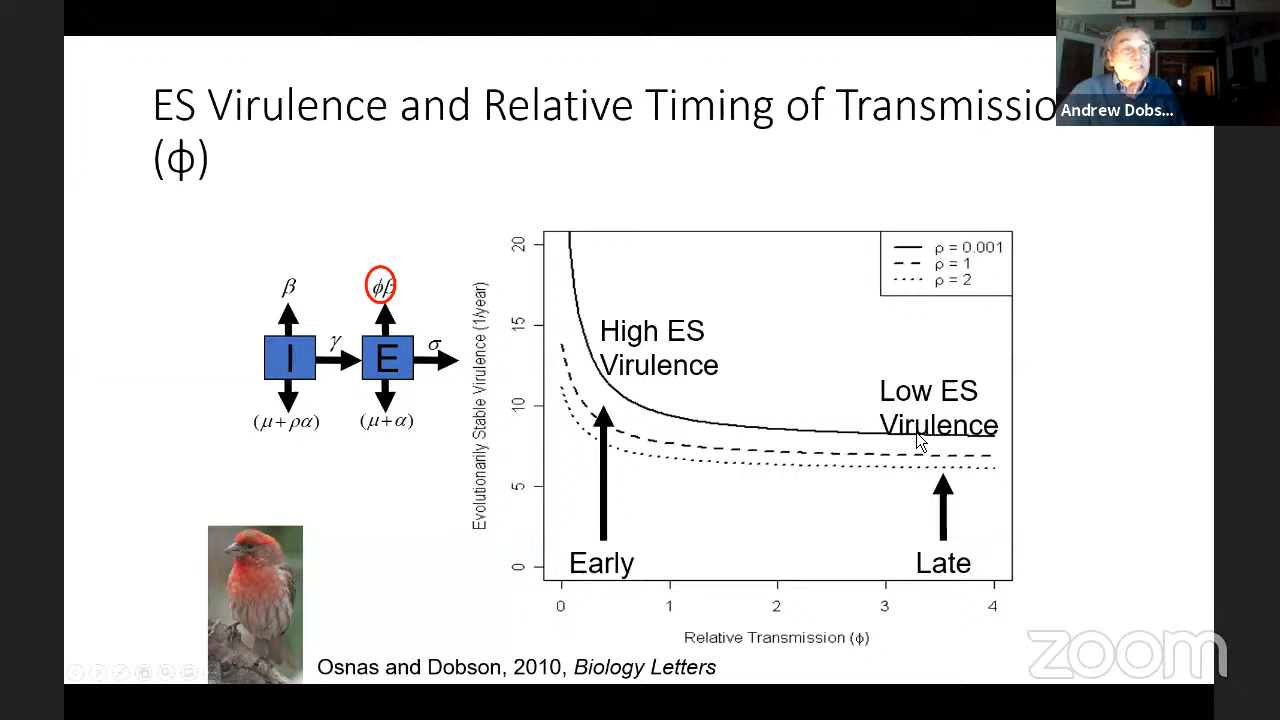 ES Virulence and Relative Timing of Transmissio
(ϕ)
Andrew Dobs...
β
ϕβ
I
γ
E
σ
(μ+ρα)
(μ+α)
Evolutionarily Stable Virulence (1/year)
20
15
10
5
0
ρ = 0.001
ρ = 1
ρ = 2
High ES
Virulence
Low ES
Virulence
Early
Late
0 1 2 3 4
Relative Transmission (ϕ)
Osnas and Dobson, 2010, Biology Letters
zoom